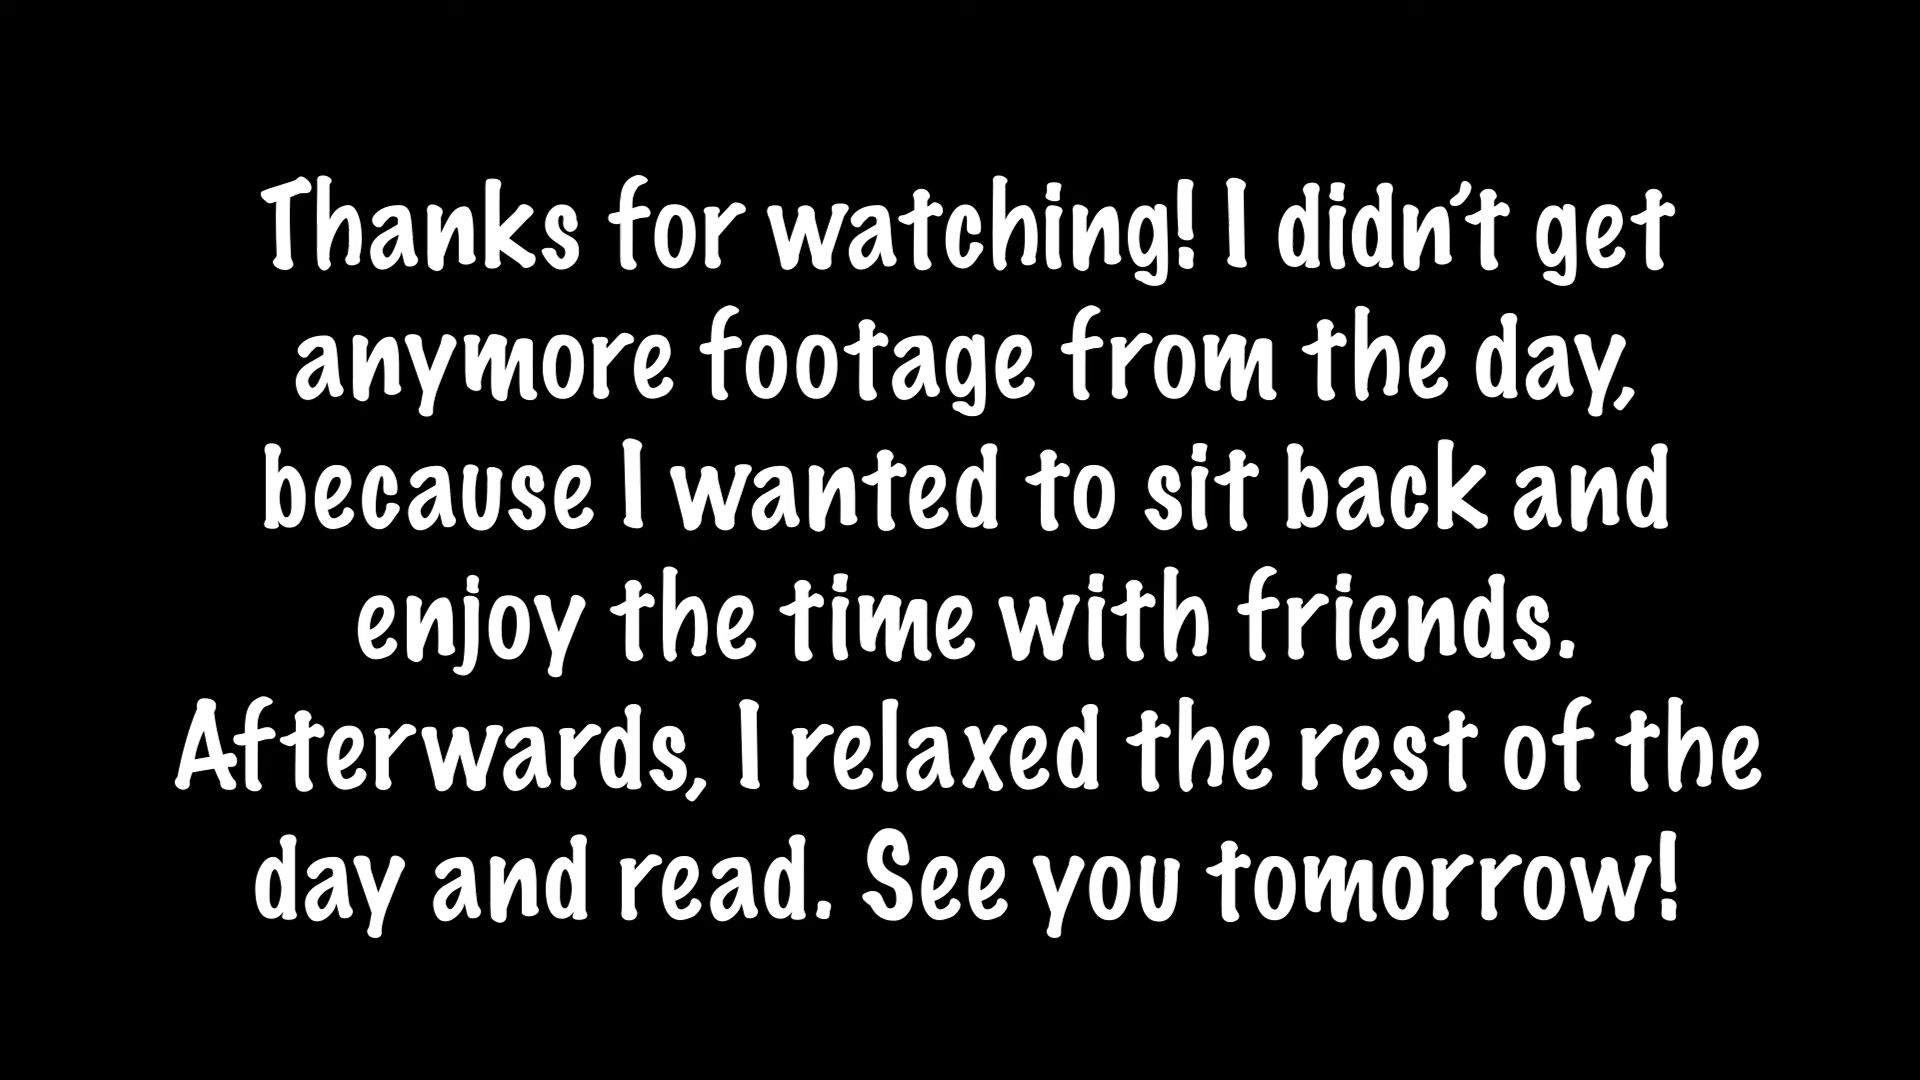 Thanks for watching! I didn’t get
anymore footage from the day,
because I wanted to sit back and
enjoy the time with friends.
Afterwards, I relaxed the rest of the
day and read. See you tomorrow!